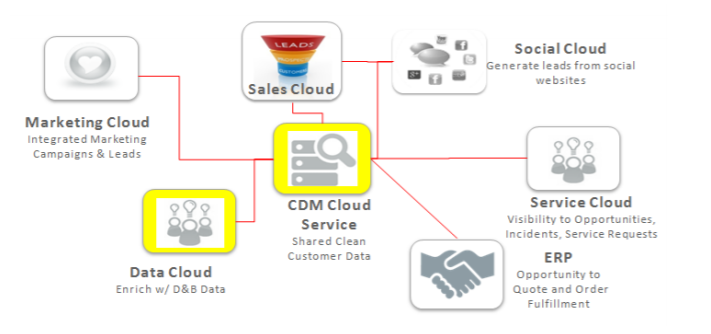 LEADS
Sales Cloud
Social Cloud
Generate leads from social
websites
Marketing Cloud
Integrated Marketing
Campaigns & Leads
CDM Cloud
Service
Shared Clean
Customer Data
Service Cloud
Visibility to Opportunities,
Incidents, Service Requests
Data Cloud
Enrich w/ D&B Data
ERP
Opportunity to
Quote and Order
Fulfillment